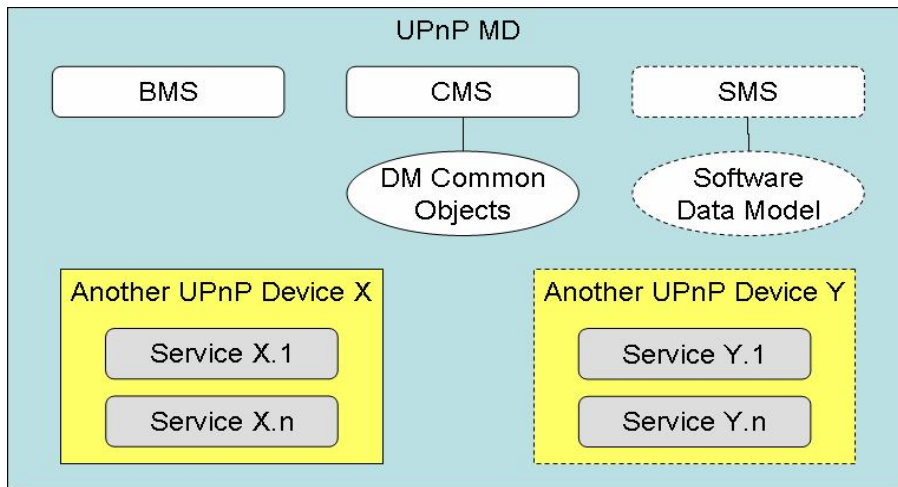 UPnP MD
BMS
CMS
SMS
DM Common
Objects
Software
Data Model
Another UPnP Device X
Service X.1
Service X.n
Another UPnP Device Y
Service Y.1
Service Y.n